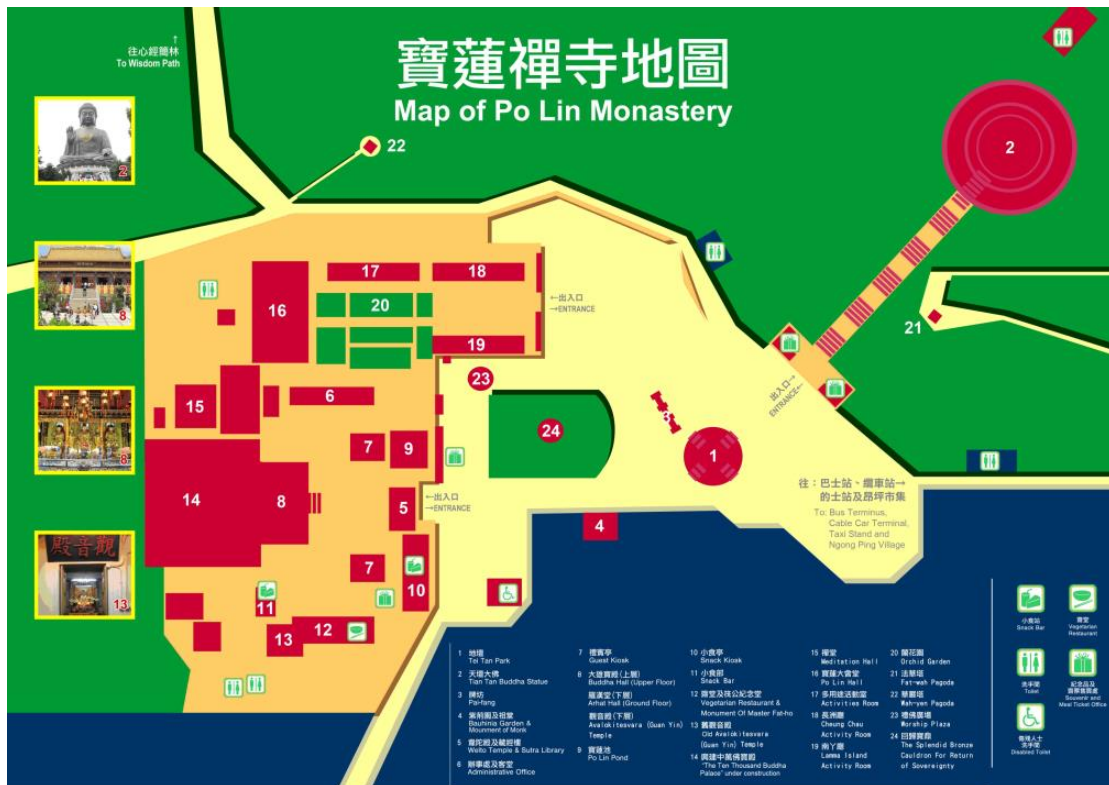 ↑
往心經簡林
To Wisdom Path
寶蓮禪寺地圖
Map of Po Lin Monastery
2
8
8
觀音殿
13
22
2
16
17
18
20
19
←出入口
→ENTRANCE
21
23
15
6
7
9
24
3
1
出入口→
ENTRANCE←
14
8
5
←出入口
→ENTRANCE
4
7
10
11
12
13
往：巴士站、纜車站→
的士站及昂坪市集
To: Bus Terminus,
Cable Car Terminal,
Taxi Stand and
Ngong Ping Village
1 地壇
Tei Tan Park
2 天壇大佛
Tian Tan Buddha Statue
3 牌坊
Pai-fang
4 紫荊園及祖堂
Bauhinia Garden &
Mounment of Monk
5 韋陀殿及藏經樓
Weito Temple & Sutra Library
6 辦事處及客堂
Administrative Office
7 禮賓亭
Guest Kiosk
8 大雄寶殿(上層)
Buddha Hall (Upper Floor)
羅漢堂(下層)
Arhat Hall (Ground Floor)
觀音殿(下層)
Avalokitesvara (Guan Yin)
Temple
9 寶蓮池
Po Lin Pond
10 小食亭
Snack Kiosk
11 小食部
Snack Bar
12 齋堂及筏公紀念堂
Vegetarian Restaurant &
Monument Of Master Fat-ho
13 舊觀音殿
Old Avalokitesvara
(Guan Yin) Temple
14 興建中萬佛寶殿
"The Ten Thousand Buddha
Palace" under construction
15 禪堂
Meditation Hall
16 寶蓮大會堂
Po Lin Hall
17 多用途活動室
Activities Room
18 長洲廳
Cheung Chau
Activity Room
19 南丫廳
Lamma Island
Activity Room
20 蘭花園
Orchid Garden
21 法華塔
Fat-wah Pagoda
22 華嚴塔
Wah-yen Pagoda
23 禮佛廣場
Worship Plaza
24 回歸寶鼎
The Splendid Bronze
Cauldron For Return
of Sovereignty
小食站
Snack Bar
齋堂
Vegetarian
Restaurant
洗手間
Toilet
紀念品及
齋票售票處
Souvenir and
Meal Ticket Office
傷殘人士
洗手間
Disabled Toilet